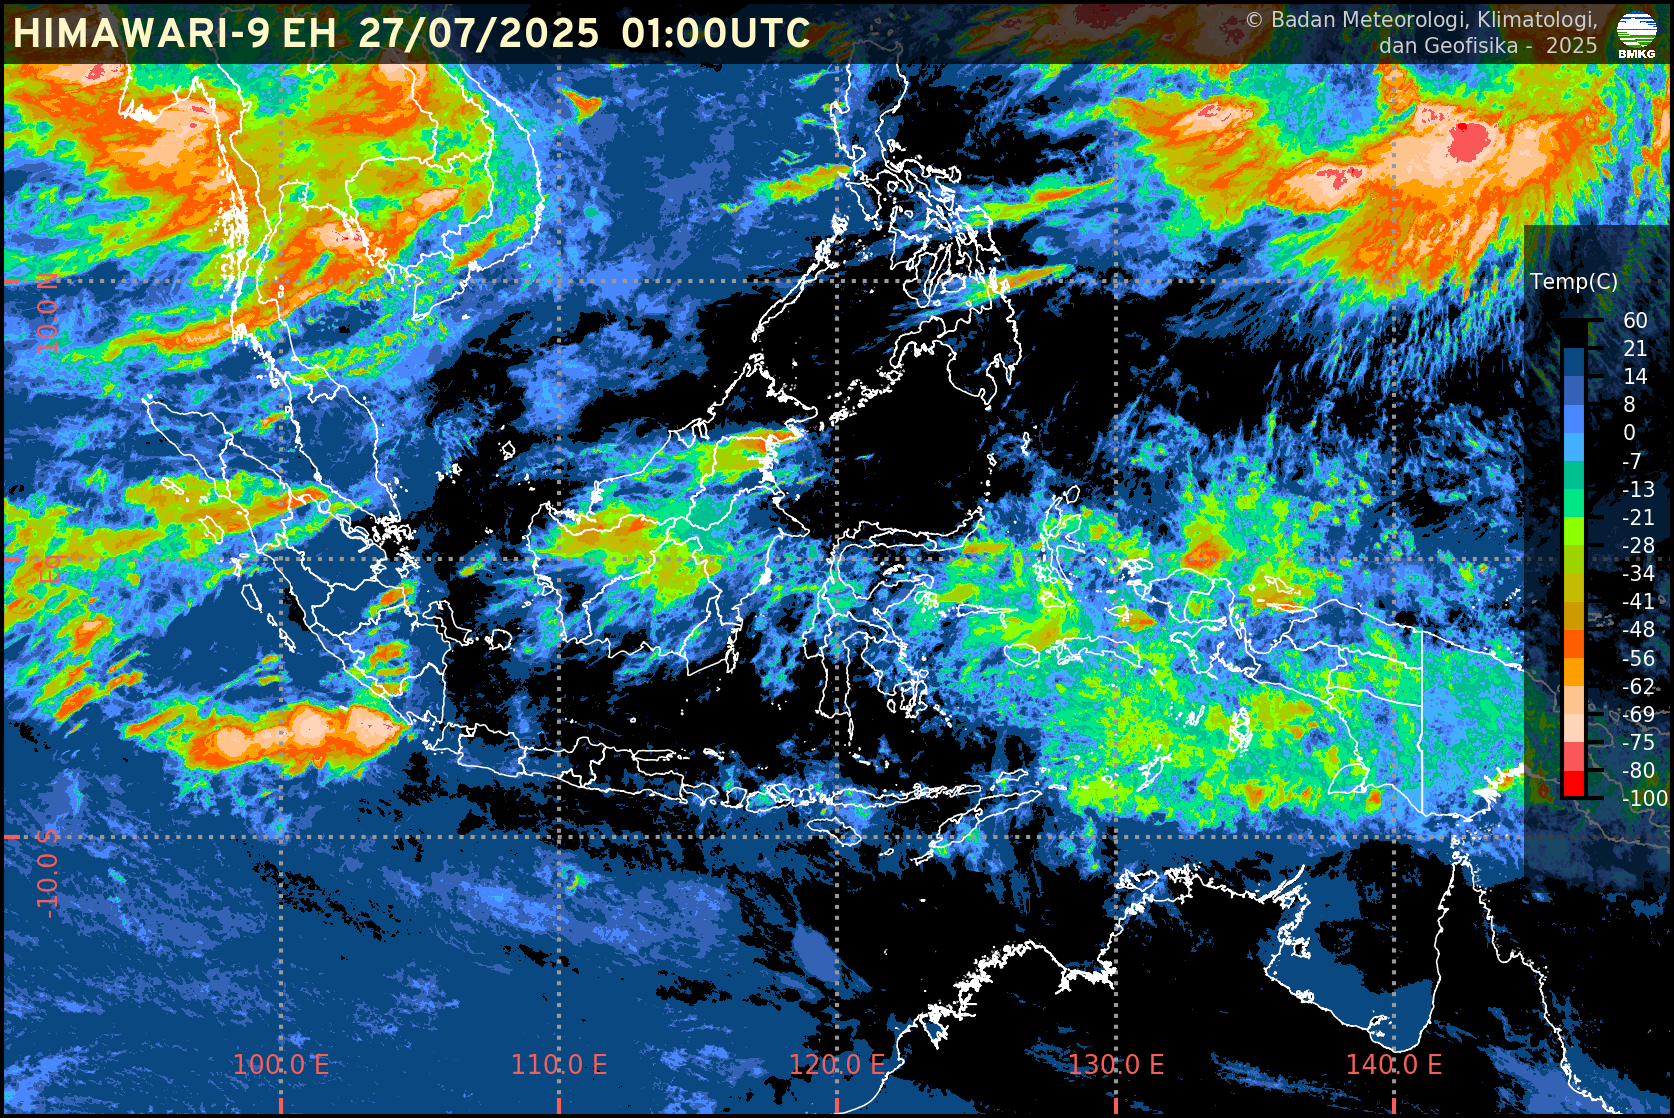 HIMAWARI-9 EH 27/07/2025 01:00UTC
© Badan Meteorologi, Klimatologi,
dan Geofisika - 2025
BMKG
Temp(C)
60
21
14
8
0
-7
-13
-21
-28
-34
-41
-48
-56
-62
-69
-75
-80
-100
10.0 N
EQ
-10.0 S
100.0 E
110.0 E
120.0 E
130.0 E
140.0 E